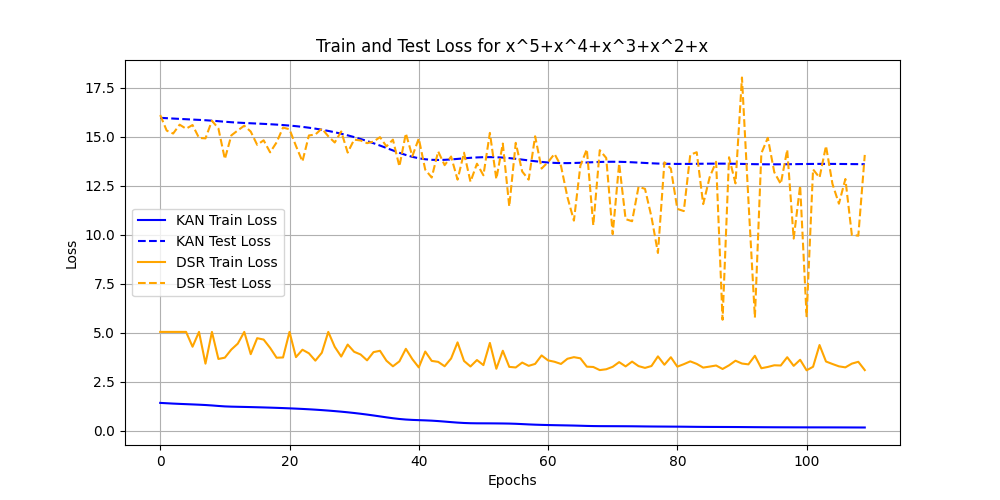 Train and Test Loss for x^5+x^4+x^3+x^2+x
Loss
17.5
15.0
12.5
10.0
7.5
5.0
2.5
0.0
KAN Train Loss
KAN Test Loss
DSR Train Loss
DSR Test Loss
0 20 40 60 80 100
Epochs